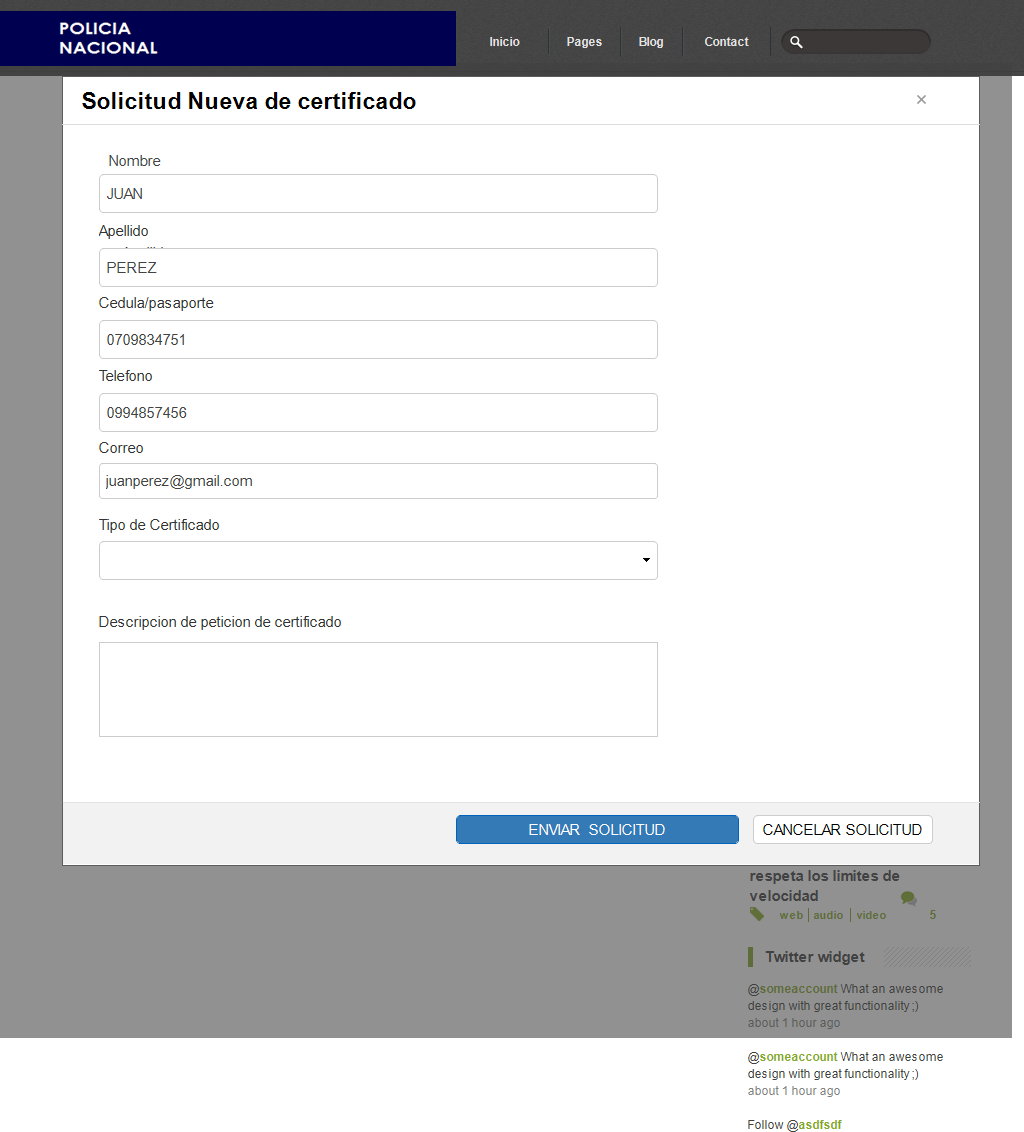 POLICIA
NACIONAL
Inicio
Pages
Blog
Contact
Solicitud Nueva de certificado
×
Nombre
JUAN
Apellido
PEREZ
Cedula/pasaporte
0709834751
Telefono
0994857456
Correo
juanperez@gmail.com
Tipo de Certificado
Descripcion de peticion de certificado
ENVIAR SOLICITUD
CANCELAR SOLICITUD
respeta los limites de
velocidad
web | audio | video
5
Twitter widget
@someaccount What an awesome
design with great functionality ;)
about 1 hour ago
@someaccount What an awesome
design with great functionality ;)
about 1 hour ago
Follow @asdfsdf